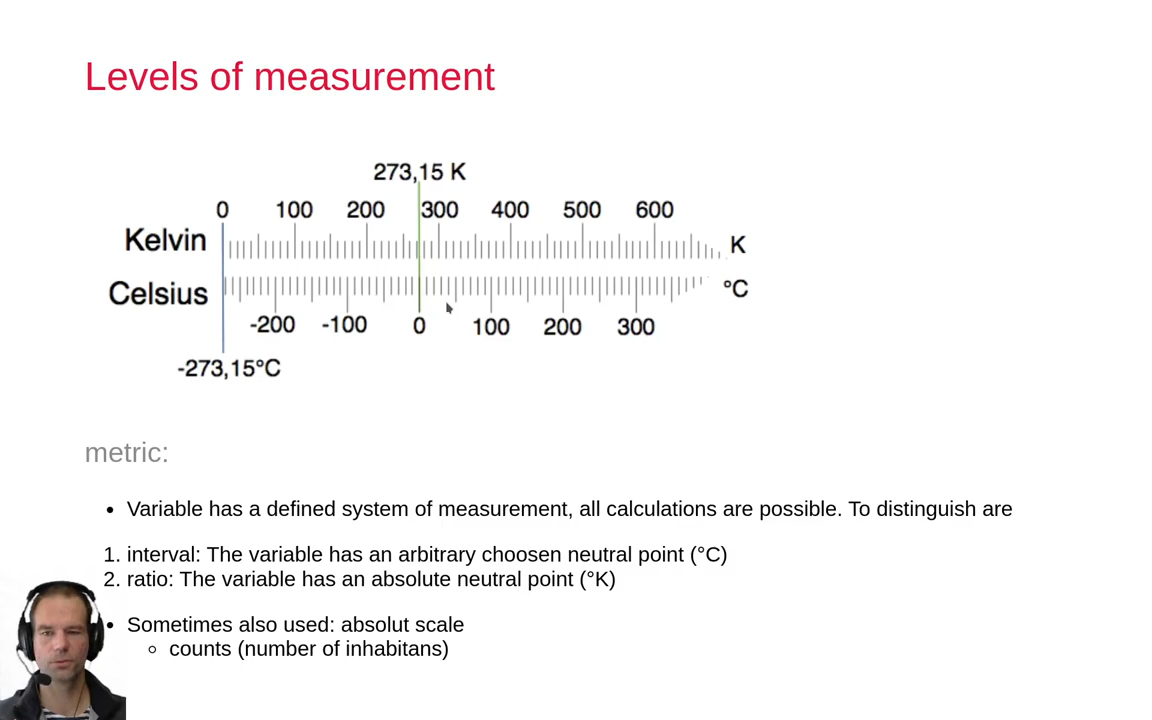 Levels of measurement
273,15 K
0 100 200 300 400 500 600
Kelvin K
Celsius °C
-200 -100 0 100 200 300
-273,15°C
metric:
• Variable has a defined system of measurement, all calculations are possible. To distinguish are
1. interval: The variable has an arbitrary choosen neutral point (°C)
2. ratio: The variable has an absolute neutral point (°K)
• Sometimes also used: absolut scale
◦ counts (number of inhabitans)